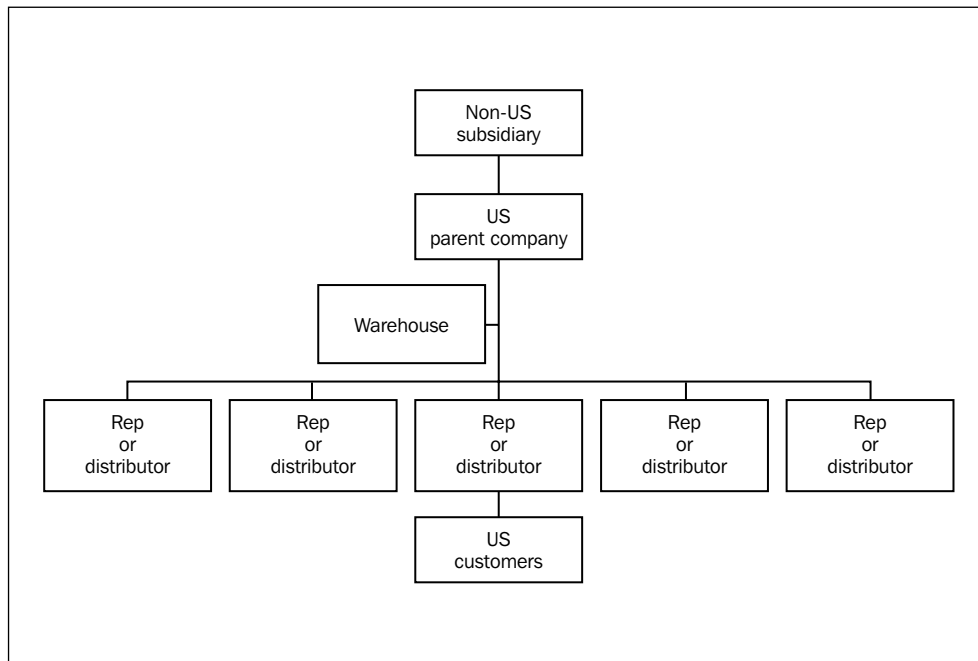 Non-US
subsidiary
US
parent company
Warehouse
Rep
or
distributor
Rep
or
distributor
Rep
or
distributor
Rep
or
distributor
Rep
or
distributor
US
customers